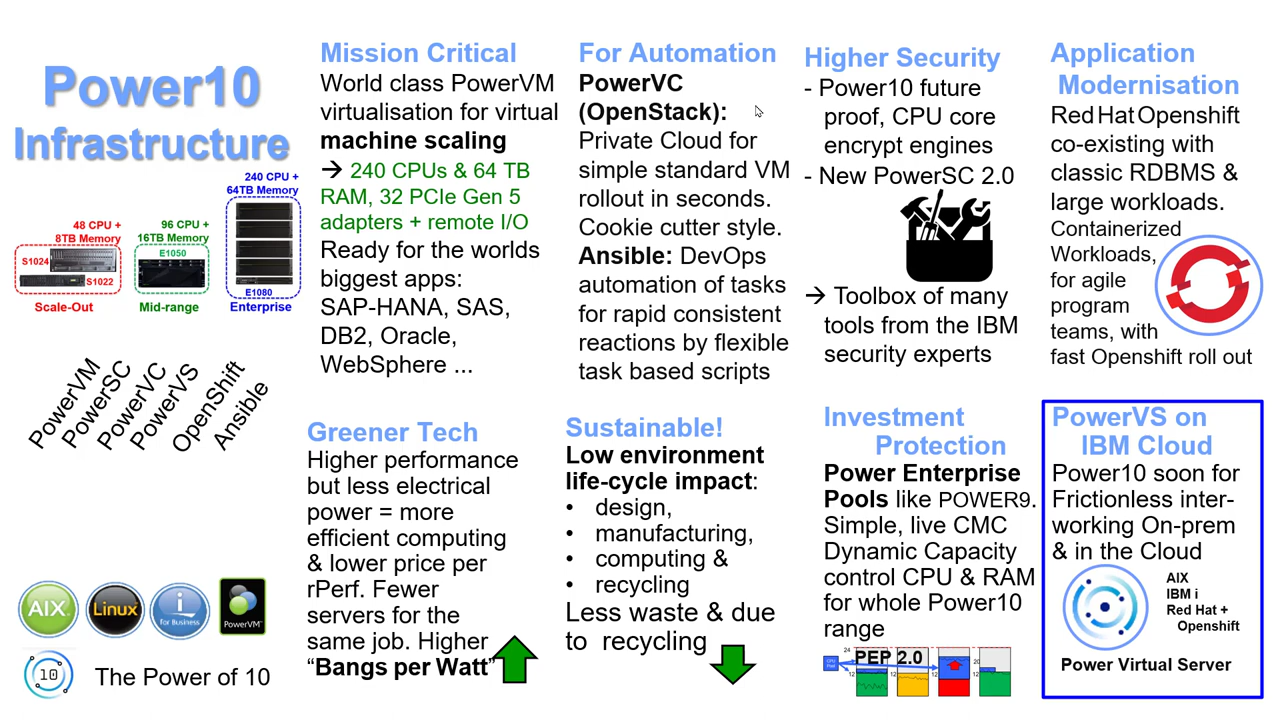 Power10
Infrastructure
240 CPU +
64TB Memory
48 CPU +
8TB Memory
96 CPU +
16TB Memory
S1024
S1022
E1050
E1080
Scale-Out
Mid-range
Enterprise
PowerVM
PowerSC
PowerVC
PowerVS
OpenShift
Ansible
AIX
Linux
i
for Business
PowerVM™
10
The Power of 10
Mission Critical
World class PowerVM
virtualisation for virtual
machine scaling
→ 240 CPUs & 64 TB
RAM, 32 PCIe Gen 5
adapters + remote I/O
Ready for the worlds
biggest apps:
SAP-HANA, SAS,
DB2, Oracle,
WebSphere ...
For Automation
PowerVC
(OpenStack):
Private Cloud for
simple standard VM
rollout in seconds.
Cookie cutter style.
Ansible: DevOps
automation of tasks
for rapid consistent
reactions by flexible
task based scripts
Higher Security
- Power10 future
proof, CPU core
encrypt engines
- New PowerSC 2.0
→ Toolbox of many
tools from the IBM
security experts
Application
Modernisation
Red Hat Openshift
co-existing with
classic RDBMS &
large workloads.
Containerized
Workloads,
for agile
program
teams, with
fast Openshift roll out
Greener Tech
Higher performance
but less electrical
power = more
efficient computing
& lower price per
rPerf. Fewer
servers for the
same job. Higher
“Bangs per Watt”
Sustainable!
Low environment
life-cycle impact:
• design,
• manufacturing,
• computing &
• recycling
Less waste & due
to recycling
Investment
Protection
Power Enterprise
Pools like POWER9.
Simple, live CMC
Dynamic Capacity
control CPU & RAM
for whole Power10
range
PEP 2.0
PowerVS on
IBM Cloud
Power10 soon for
Frictionless inter-
working On-prem
& in the Cloud
AIX
IBM i
Red Hat +
Openshift
Power Virtual Server